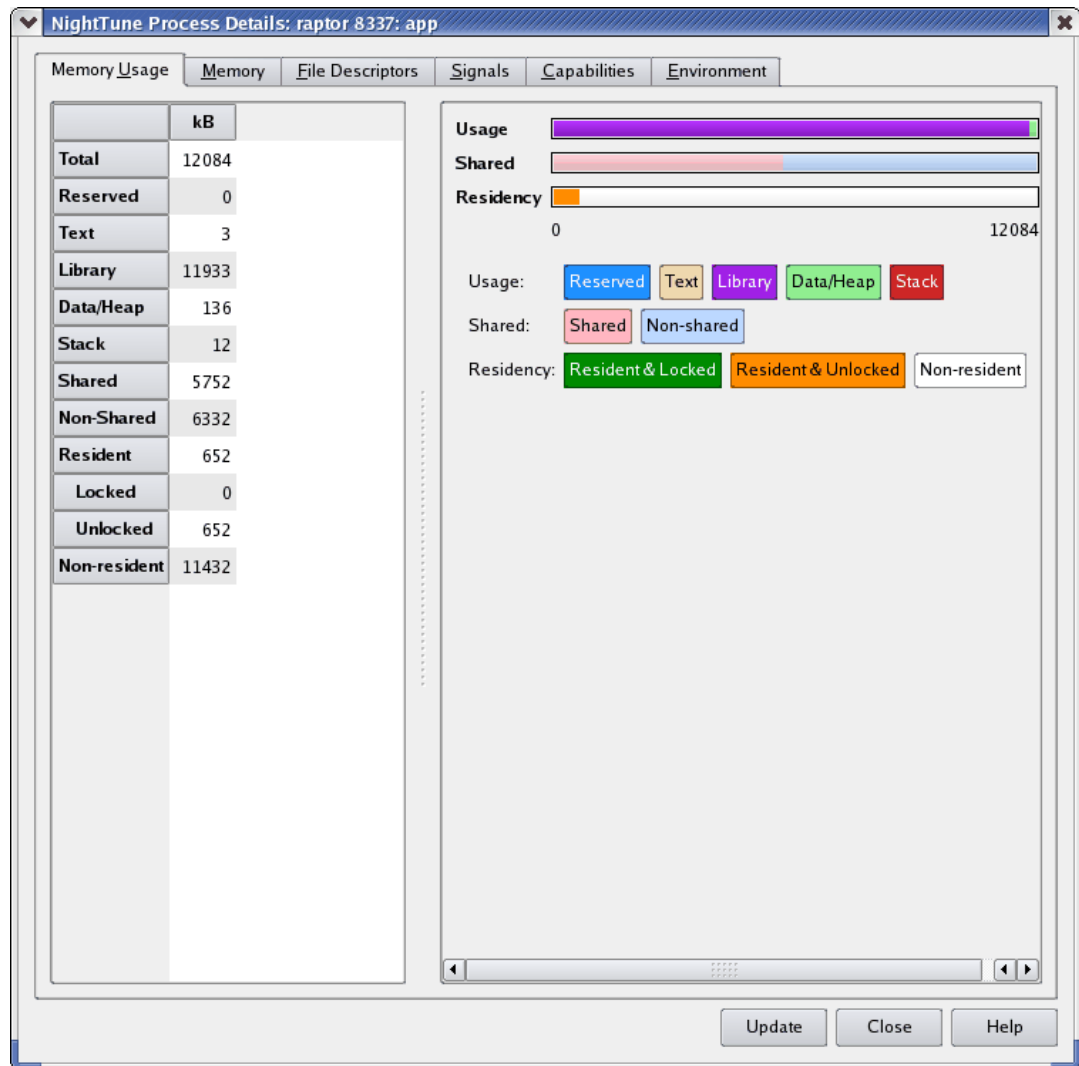 NightTune Process Details: raptor 8337: app
Memory Usage Memory File Descriptors Signals Capabilities Environment
kB
Total 12084
Reserved 0
Text 3
Library 11933
Data/Heap 136
Stack 12
Shared 5752
Non-Shared 6332
Resident 652
Locked 0
Unlocked 652
Non-resident 11432
Usage
Shared
Residency
0 12084
Usage: Reserved Text Library Data/Heap Stack
Shared: Shared Non-shared
Residency: Resident & Locked Resident & Unlocked Non-resident
Update Close Help